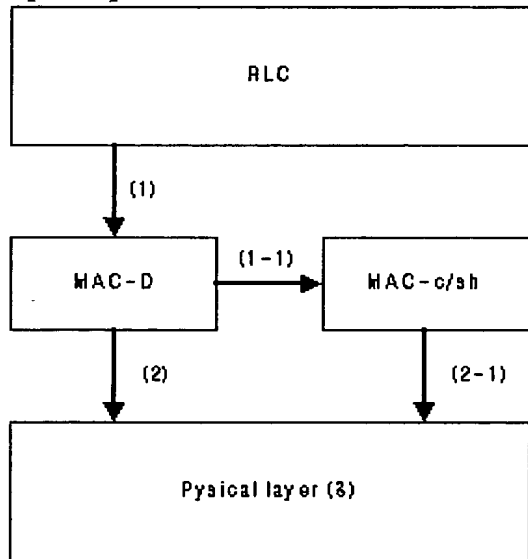 RLC
(1)
MAC-D
(1-1)
MAC-c/sh
(2)
(2-1)
Pysical layer (3)